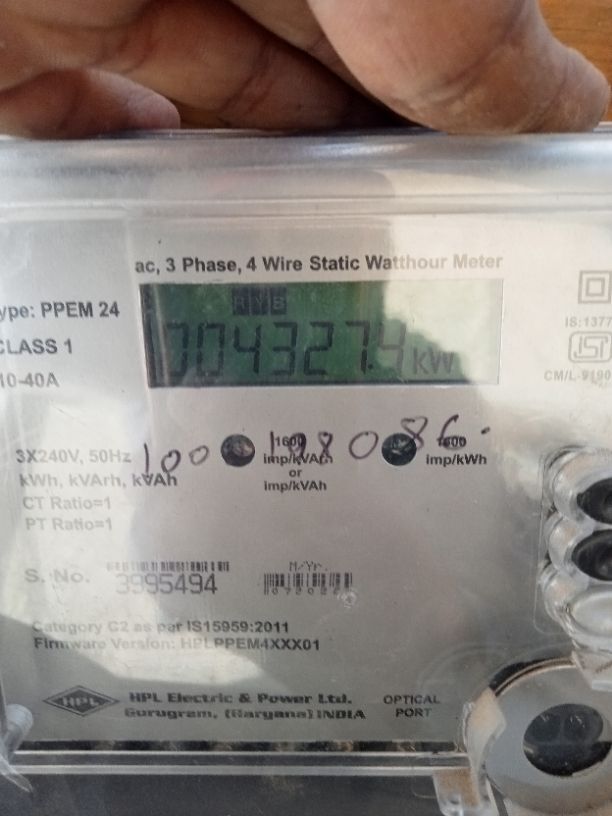 ac, 3 Phase, 4 Wire Static Watthour Meter
ype: PPEM 24
RYB
004327.4 kW
CLASS 1
10-40A
IS:1377
CM/L-9190
3X240V, 50Hz
1600
imp/kVArh
or
imp/kVAh
1600
imp/kWh
kWh, kVArh, kVAh
CT Ratio=1
PT Ratio=1
S. No. 3995494
M/Yr.
Category C2 as per IS15959:2011
Firmware Version: HPLPPEM4XXX01
HPL
HPL Electric & Power Ltd.
Gurugram, (Haryana) INDIA
OPTICAL
PORT